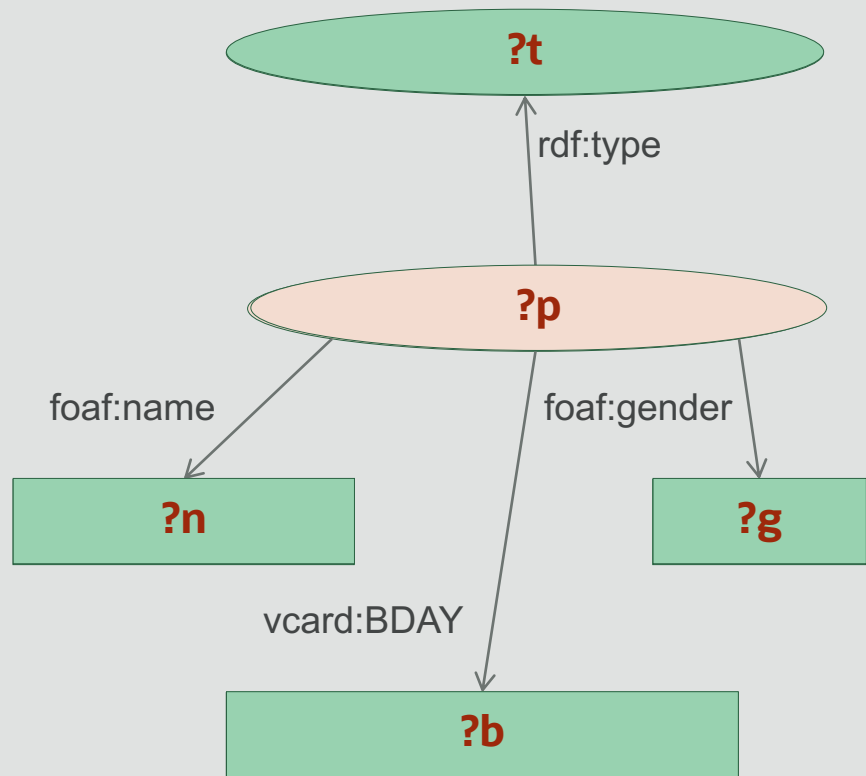 ?t
rdf:type
?p
foaf:name
foaf:gender
?n
?g
vcard:BDAY
?b